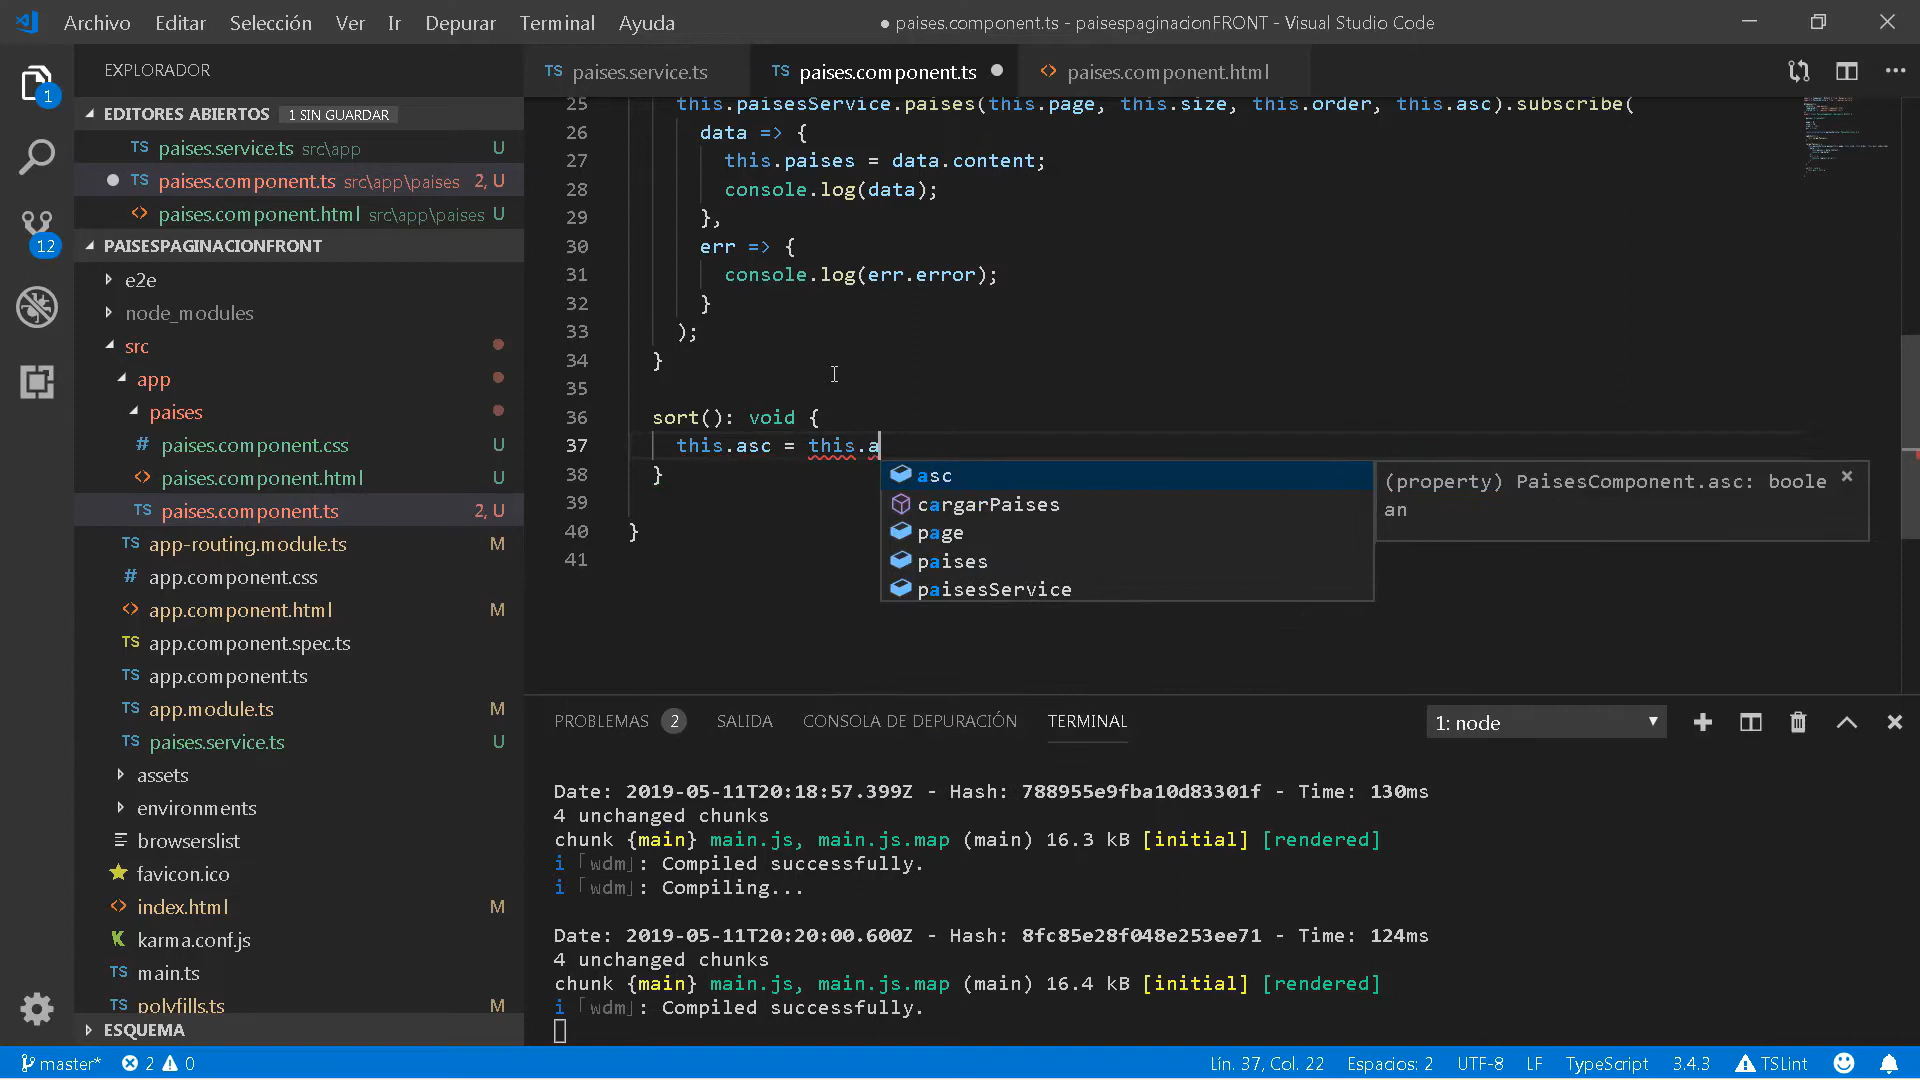 Archivo Editar Selección Ver Ir Depurar Terminal Ayuda
● paises.component.ts - paisespaginacionFRONT - Visual Studio Code
EXPLORADOR
TS paises.service.ts
TS paises.component.ts
<> paises.component.html
EDITORES ABIERTOS 1 SIN GUARDAR
TS paises.service.ts src\app U
TS paises.component.ts src\app\paises 2, U
<> paises.component.html src\app\paises U
PAISESPAGINACIONFRONT
e2e
node_modules
src
app
paises
# paises.component.css U
<> paises.component.html U
TS paises.component.ts 2, U
TS app-routing.module.ts M
# app.component.css
<> app.component.html M
TS app.component.spec.ts
TS app.component.ts
TS app.module.ts M
TS paises.service.ts U
assets
environments
browserslist
favicon.ico
<> index.html M
karma.conf.js
TS main.ts
TS polyfills.ts M
ESQUEMA
1
12
25 this.paisesService.paises(this.page, this.size, this.order, this.asc).subscribe(
26 data => {
27 this.paises = data.content;
28 console.log(data);
29 },
30 err => {
31 console.log(err.error);
32 }
33 );
34 }
35
36 sort(): void {
37 this.asc = this.a
38 }
39
40 }
41
asc
cargarPaises
page
paises
paisesService
(property) PaisesComponent.asc: boole
an
PROBLEMAS 2 SALIDA CONSOLA DE DEPURACIÓN TERMINAL 1: node
Date: 2019-05-11T20:18:57.399Z - Hash: 788955e9fba10d83301f - Time: 130ms
4 unchanged chunks
chunk {main} main.js, main.js.map (main) 16.3 kB [initial] [rendered]
i ｢wdm｣: Compiled successfully.
i ｢wdm｣: Compiling...
Date: 2019-05-11T20:20:00.600Z - Hash: 8fc85e28f048e253ee71 - Time: 124ms
4 unchanged chunks
chunk {main} main.js, main.js.map (main) 16.4 kB [initial] [rendered]
i ｢wdm｣: Compiled successfully.
master* 2 0 Lín. 37, Col. 22 Espacios: 2 UTF-8 LF TypeScript 3.4.3 TSLint